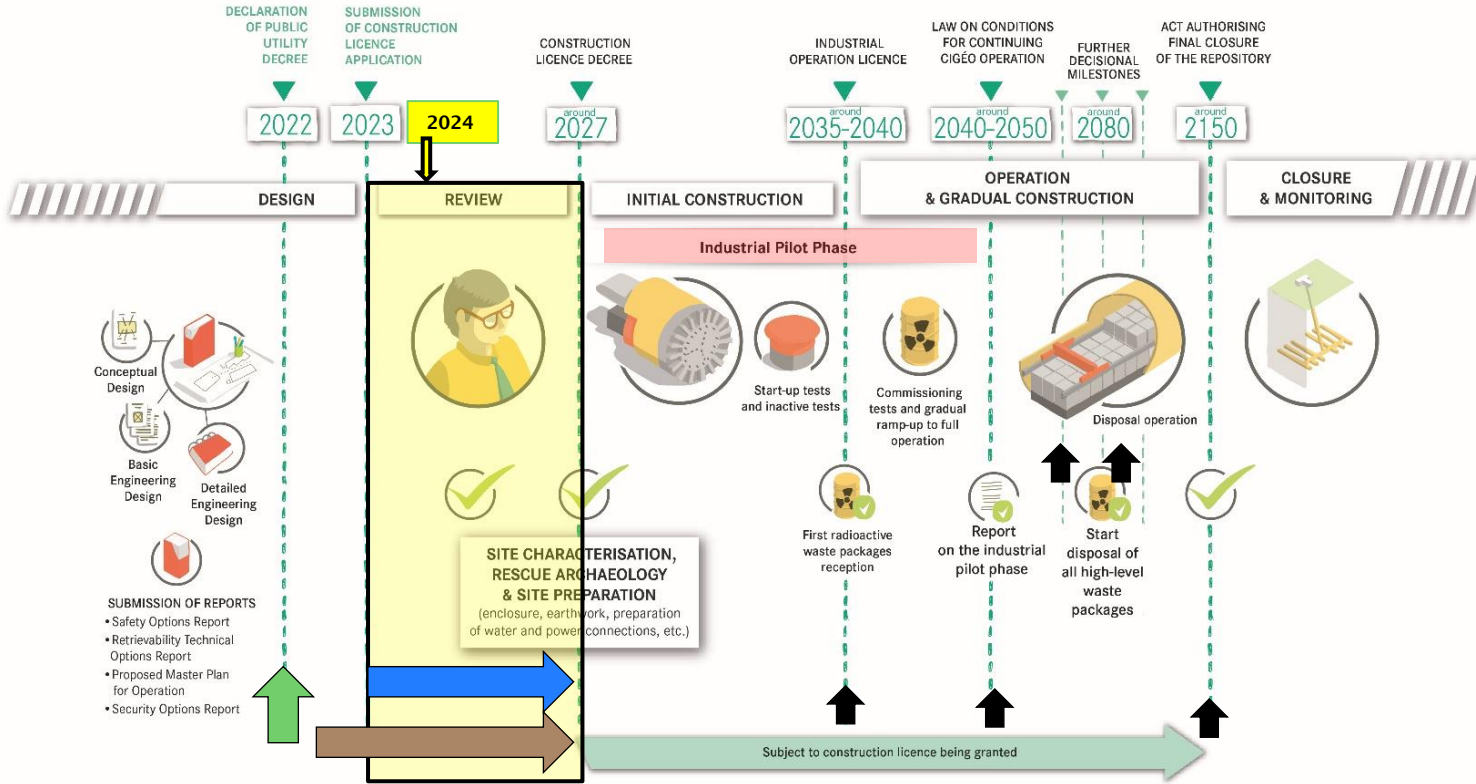 DECLARATION
OF PUBLIC
UTILITY
DECREE
SUBMISSION
OF CONSTRUCTION
LICENCE
APPLICATION
CONSTRUCTION
LICENCE DECREE
INDUSTRIAL
OPERATION LICENCE
LAW ON CONDITIONS
FOR CONTINUING
CIGÉO OPERATION
FURTHER
DECISIONAL
MILESTONES
ACT AUTHORISING
FINAL CLOSURE
OF THE REPOSITORY
2022
2023
2024
around
2027
around
2035-2040
around
2040-2050
around
2080
around
2150
DESIGN
REVIEW
INITIAL CONSTRUCTION
OPERATION
& GRADUAL CONSTRUCTION
CLOSURE
& MONITORING
Industrial Pilot Phase
Conceptual
Design
Basic
Engineering
Design
Detailed
Engineering
Design
Start-up tests
and inactive tests
Commissioning
tests and gradual
ramp-up to full
operation
Disposal operation
SITE CHARACTERISATION,
RESCUE ARCHAEOLOGY
& SITE PREPARATION
(enclosure, earthwork, preparation
of water and power connections, etc.)
First radioactive
waste packages
reception
Report
on the industrial
pilot phase
Start
disposal of
all high-level
waste
packages
SUBMISSION OF REPORTS
• Safety Options Report
• Retrievability Technical
Options Report
• Proposed Master Plan
for Operation
• Security Options Report
Subject to construction licence being granted